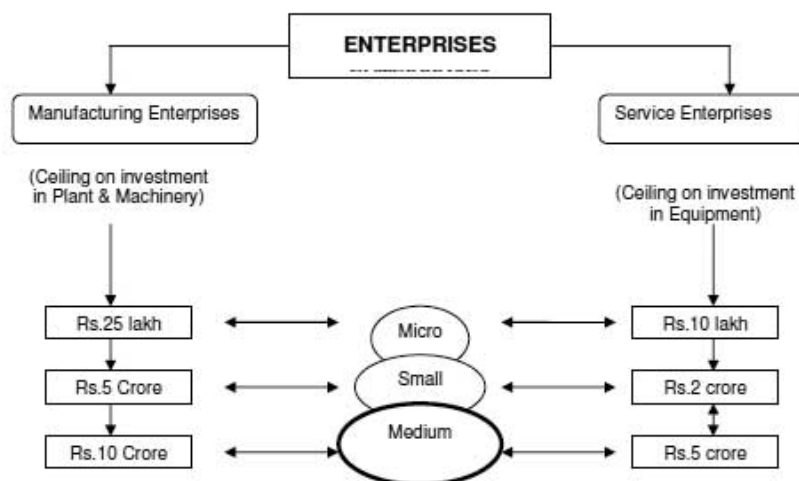 ENTERPRISES
Manufacturing Enterprises
Service Enterprises
(Ceiling on investment
in Plant & Machinery)
(Ceiling on investment
in Equipment)
Rs.25 lakh
Micro
Rs.10 lakh
Rs.5 Crore
Small
Rs.2 crore
Rs.10 Crore
Medium
Rs.5 crore